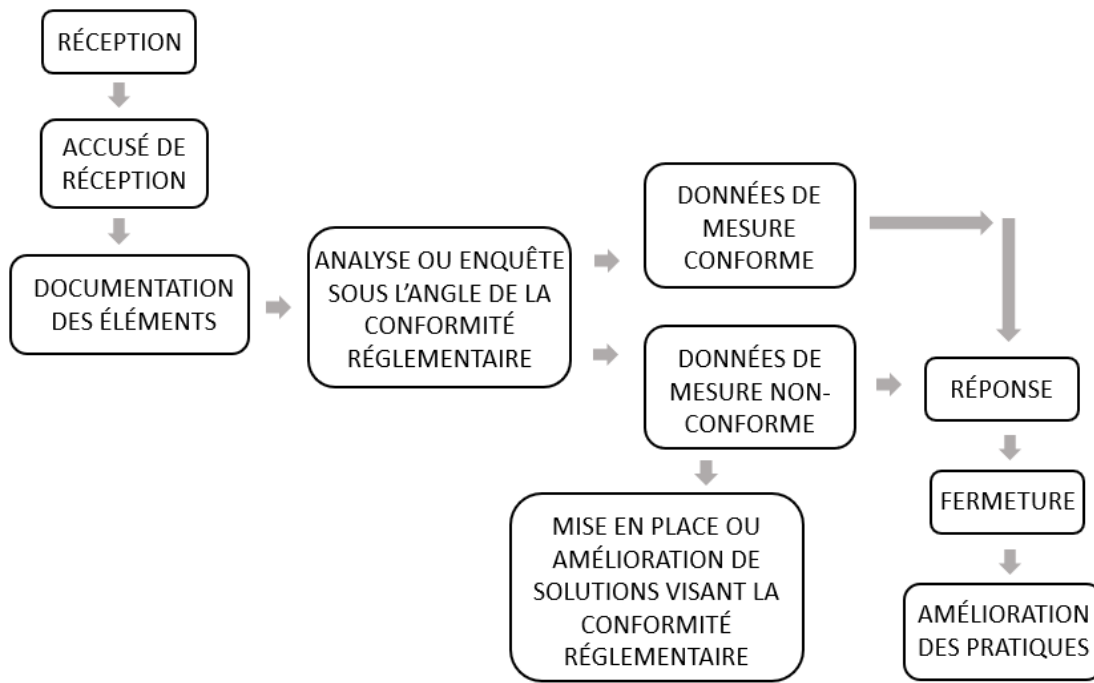 RÉCEPTION
ACCUSÉ DE
RÉCEPTION
DOCUMENTATION
DES ÉLÉMENTS
ANALYSE OU ENQUÊTE
SOUS L'ANGLE DE LA
CONFORMITÉ
RÉGLEMENTAIRE
DONNÉES DE
MESURE
CONFORME
DONNÉES DE
MESURE NON-
CONFORME
MISE EN PLACE OU
AMÉLIORATION DE
SOLUTIONS VISANT LA
CONFORMITÉ
RÉGLEMENTAIRE
RÉPONSE
FERMETURE
AMÉLIORATION
DES PRATIQUES